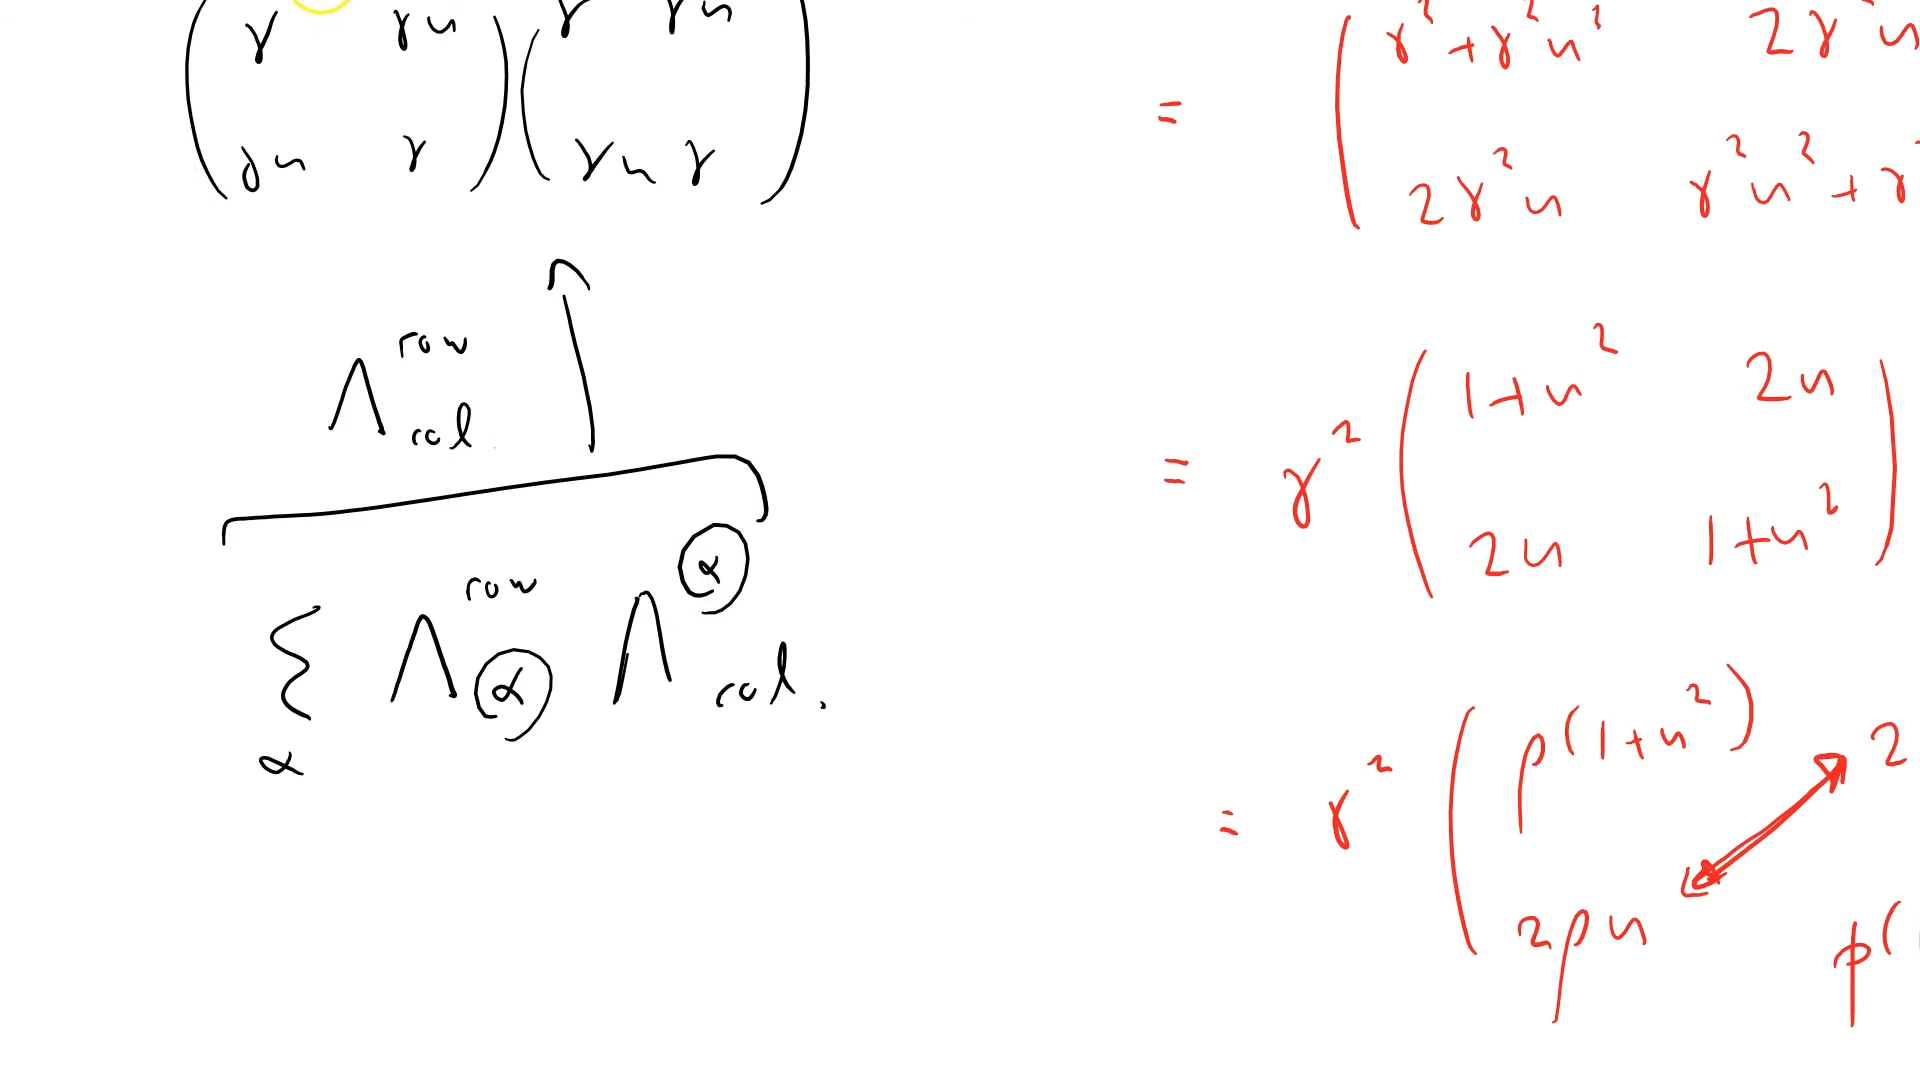 γ γu γ γu
γu γ γu γ
Λ^row_col
Σ_α Λ^row_α Λ^α_col.
= ( γ² + γ²u² 2γ²u
2γ²u γ²u² + γ²
= γ² ( 1+u² 2u
2u 1+u² )
= γ² ( ρ(1+u²) 2
2ρu ρ(